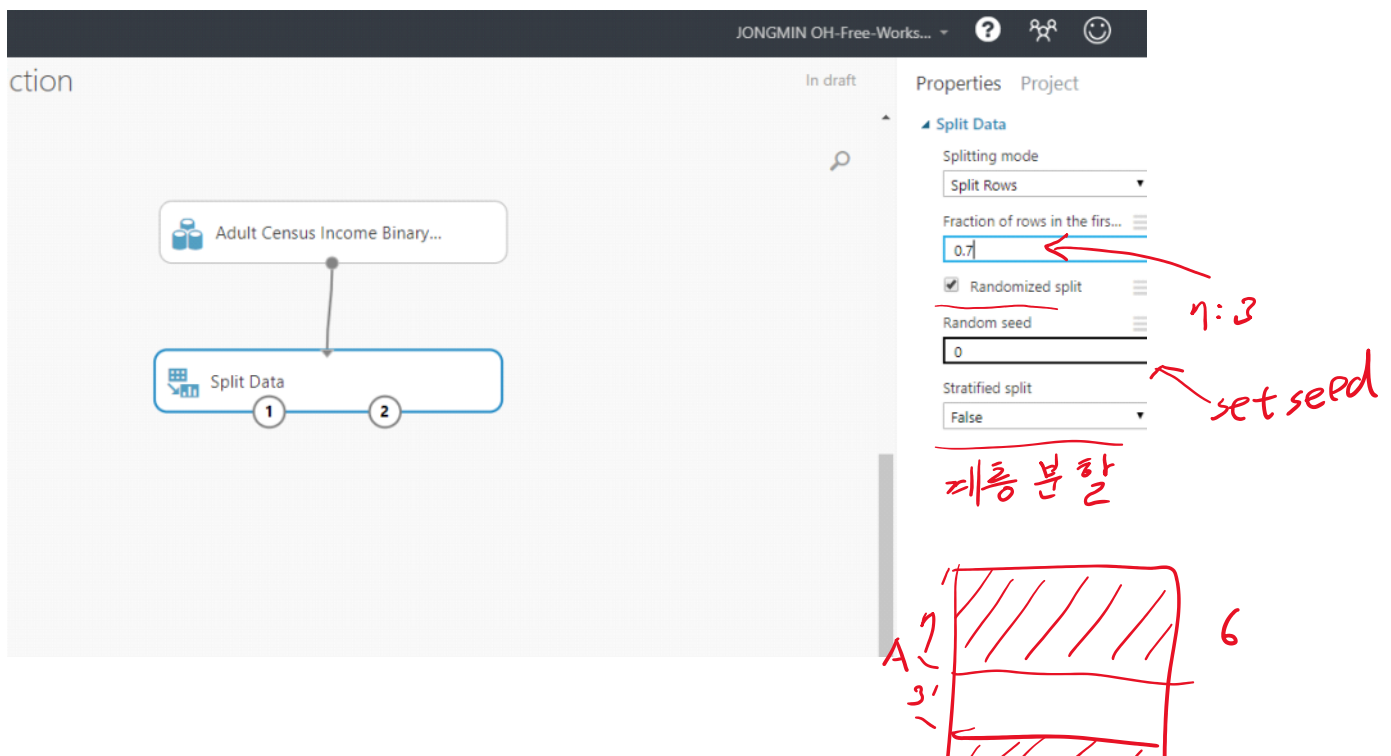 JONGMIN OH-Free-Works...
?
ction
In draft
Properties Project
Split Data
Splitting mode
Split Rows
Fraction of rows in the firs...
0.7
Randomized split
7:3
Random seed
0
set seed
Stratified split
False
계층 분할
Adult Census Income Binary...
Split Data
1 2
7
A
3
6